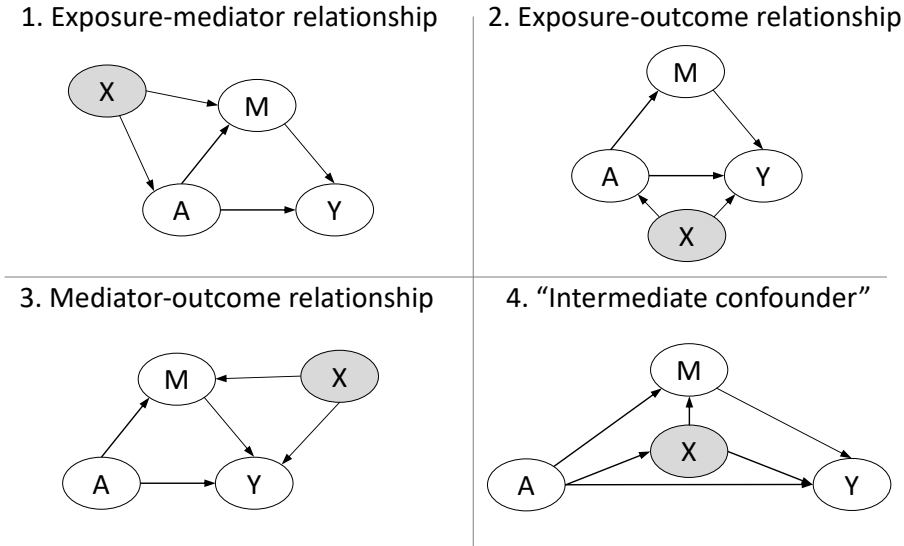 1. Exposure-mediator relationship
X
M
A
Y
2. Exposure-outcome relationship
M
A
Y
X
3. Mediator-outcome relationship
M
X
A
Y
4. “Intermediate confounder”
M
X
A
Y